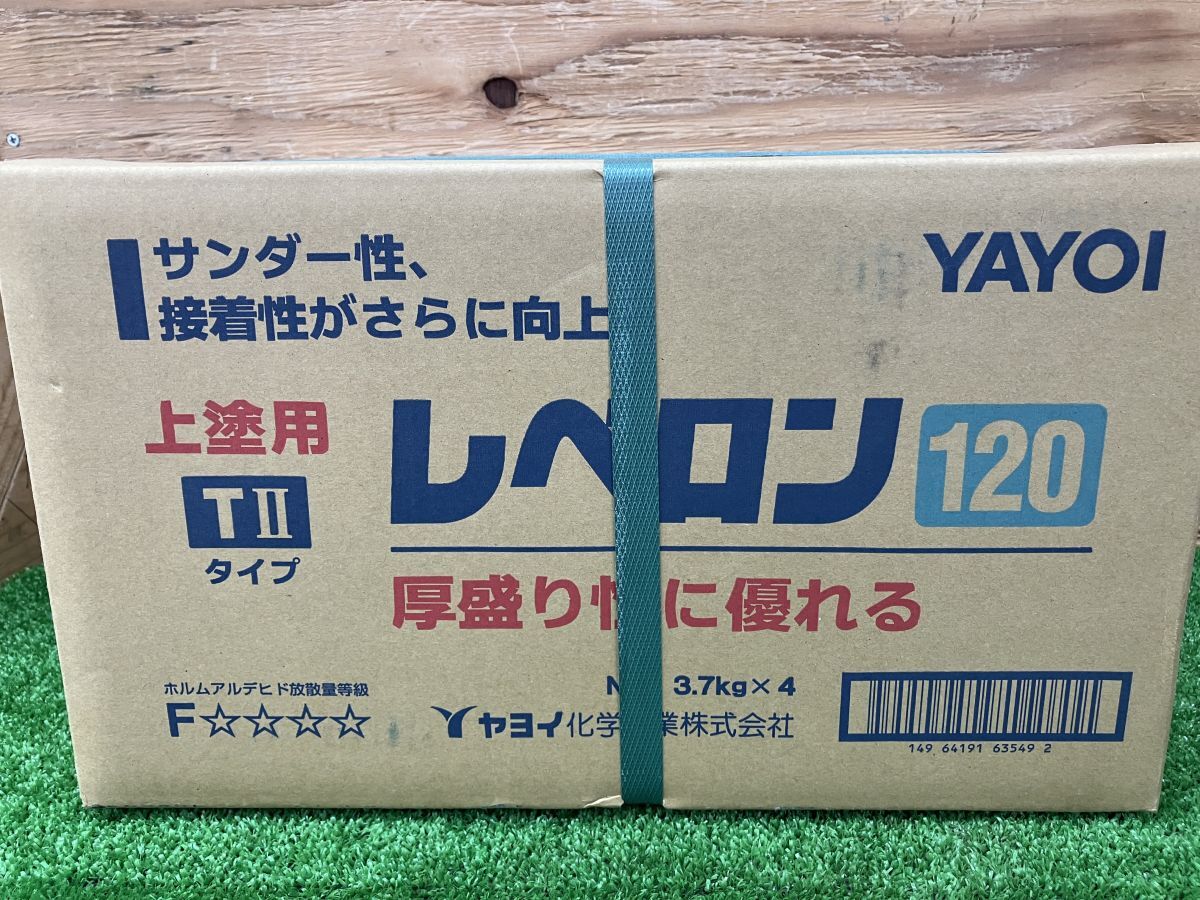 サンダー性、
接着性がさらに向上
YAYOI
上塗用
TII
タイプ
レベロン 120
厚盛り性に優れる
ホルムアルデヒド放散量等級
F☆☆☆☆
3.7kg×4
ヤヨイ化学 業株式会社
149 64191 63549 2